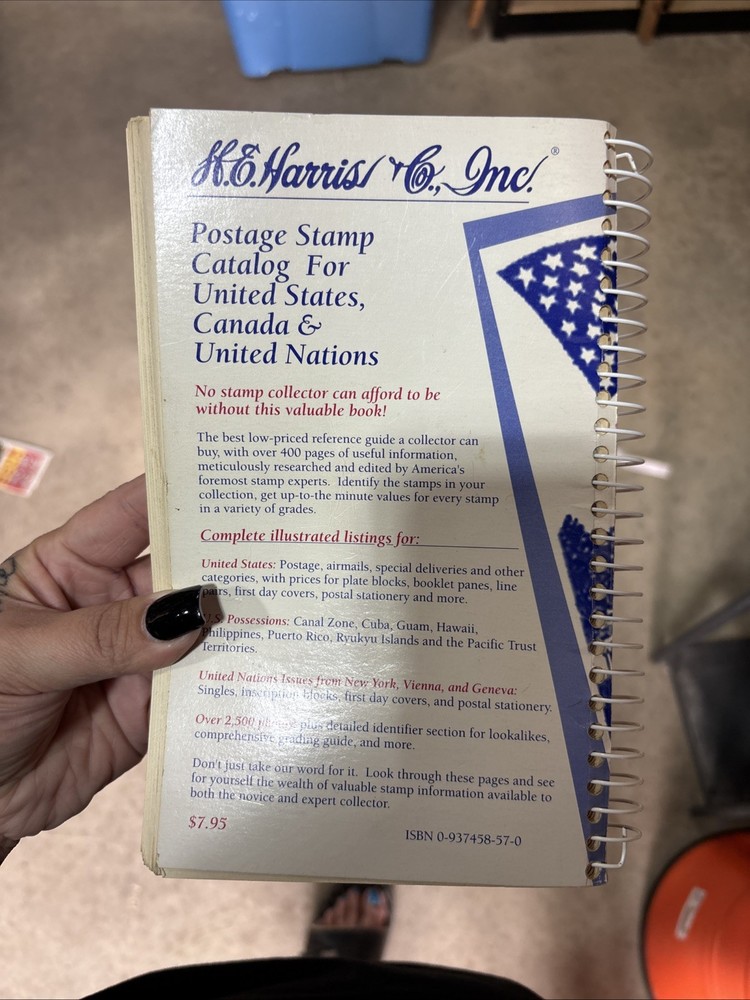 H.E. Harris & Co., Inc.®
Postage Stamp
Catalog For
United States,
Canada &
United Nations
No stamp collector can afford to be
without this valuable book!
The best low-priced reference guide a collector can
buy, with over 400 pages of useful information,
meticulously researched and edited by America's
foremost stamp experts. Identify the stamps in your
collection, get up-to-the minute values for every stamp
in a variety of grades.
Complete illustrated listings for:
United States: Postage, airmails, special deliveries and other
categories, with prices for plate blocks, booklet panes, line
pairs, first day covers, postal stationery and more.
U.S. Possessions: Canal Zone, Cuba, Guam, Hawaii,
Philippines, Puerto Rico, Ryukyu Islands and the Pacific Trust
Territories.
United Nations Issues from New York, Vienna, and Geneva:
Singles, inscription blocks, first day covers, and postal stationery.
Over 2,500 photos, plus detailed identifier section for lookalikes,
comprehensive grading guide, and more.
Don't just take our word for it. Look through these pages and see
for yourself the wealth of valuable stamp information available to
both the novice and expert collector.
$7.95
ISBN 0-937458-57-0